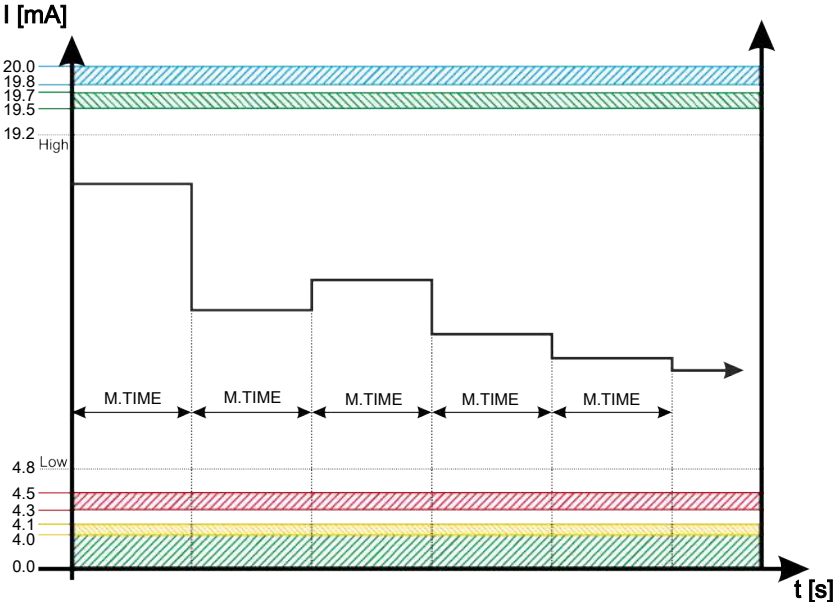 I [mA]
20.0
19.8
19.7
19.5
19.2
High
M.TIME
M.TIME
M.TIME
M.TIME
M.TIME
Low
4.8
4.5
4.3
4.1
4.0
0.0
t [s]